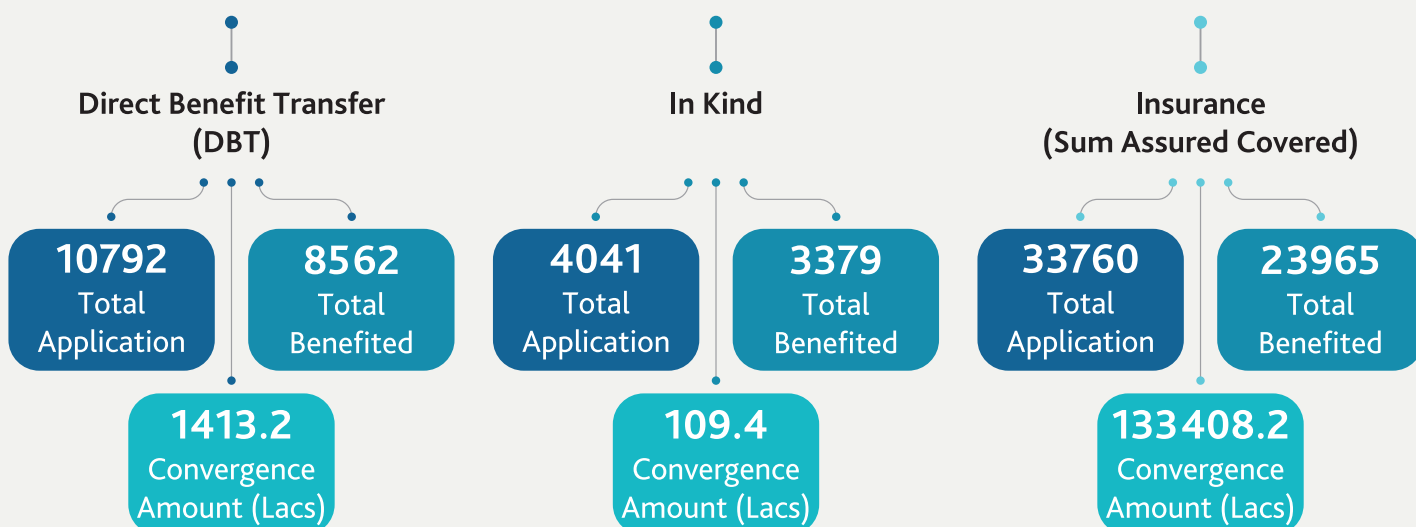 Direct Benefit Transfer
(DBT)
10792
Total
Application
8562
Total
Benefited
1413.2
Convergence
Amount (Lacs)
In Kind
4041
Total
Application
3379
Total
Benefited
109.4
Convergence
Amount (Lacs)
Insurance
(Sum Assured Covered)
33760
Total
Application
23965
Total
Benefited
133408.2
Convergence
Amount (Lacs)